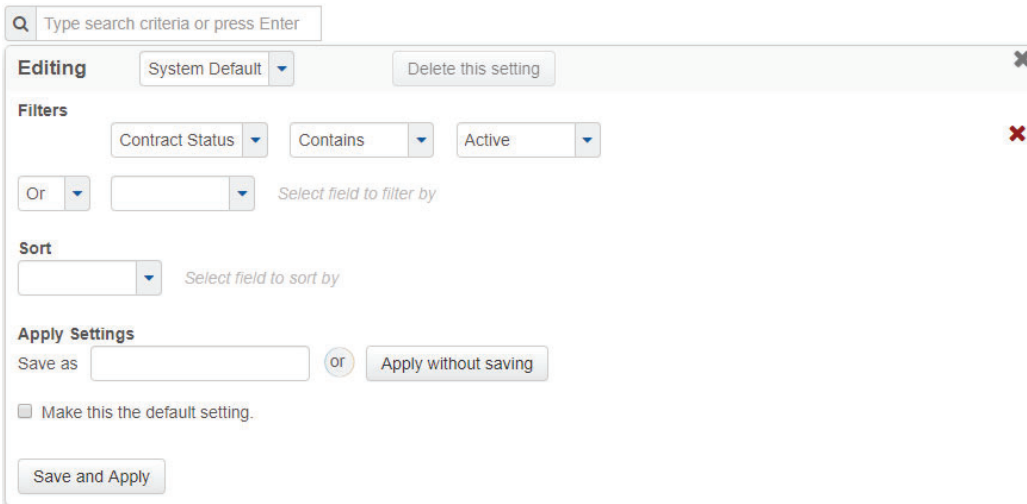 Type search criteria or press Enter
Editing System Default Delete this setting
Filters
Contract Status Contains Active
Or Select field to filter by
Sort
Select field to sort by
Apply Settings
Save as or Apply without saving
Make this the default setting.
Save and Apply